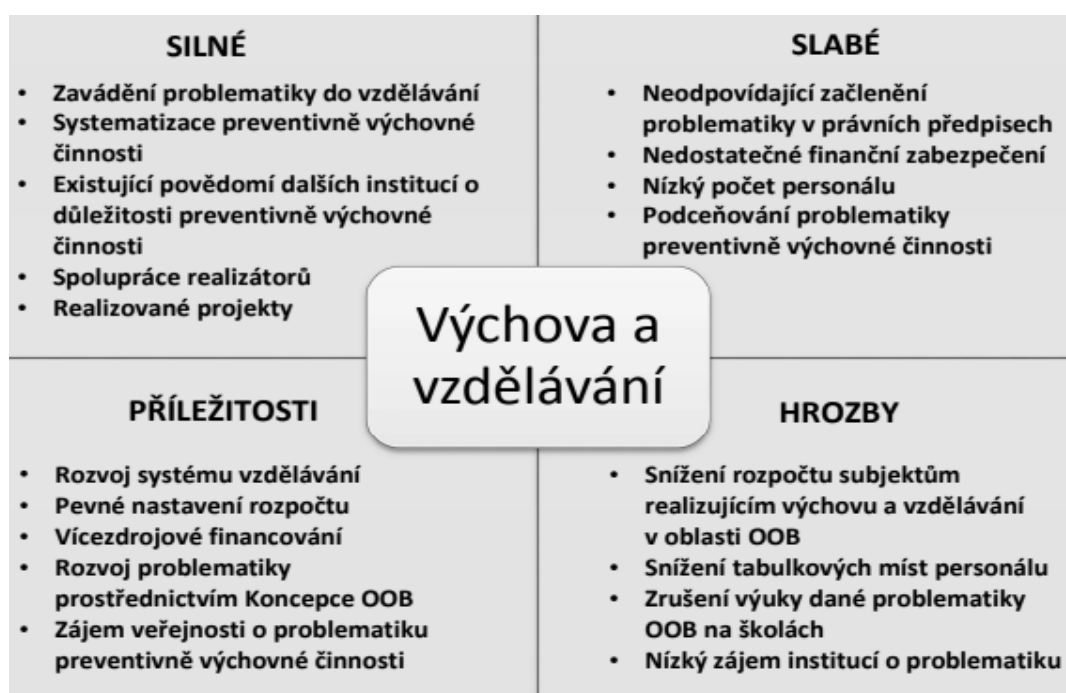 SILNÉ
• Zavádění problematiky do vzdělávání
• Systematizace preventivně výchovné
činnosti
• Existující povědomí dalších institucí o
důležitosti preventivně výchovné
činnosti
• Spolupráce realizátorů
• Realizované projekty
SLABÉ
• Neodpovídající začlenění
problematiky v právních předpisech
• Nedostatečné finanční zabezpečení
• Nízký počet personálu
• Podceňování problematiky
preventivně výchovné činnosti
Výchova a
vzdělávání
PŘÍLEŽITOSTI
• Rozvoj systému vzdělávání
• Pevné nastavení rozpočtu
• Vícezdrojové financování
• Rozvoj problematiky
prostřednictvím Koncepce OOB
• Zájem veřejnosti o problematiku
preventivně výchovné činnosti
HROZBY
• Snížení rozpočtu subjektům
realizujícím výchovu a vzdělávání
v oblasti OOB
• Snížení tabulkových míst personálu
• Zrušení výuky dané problematiky
OOB na školách
• Nízký zájem institucí o problematiku